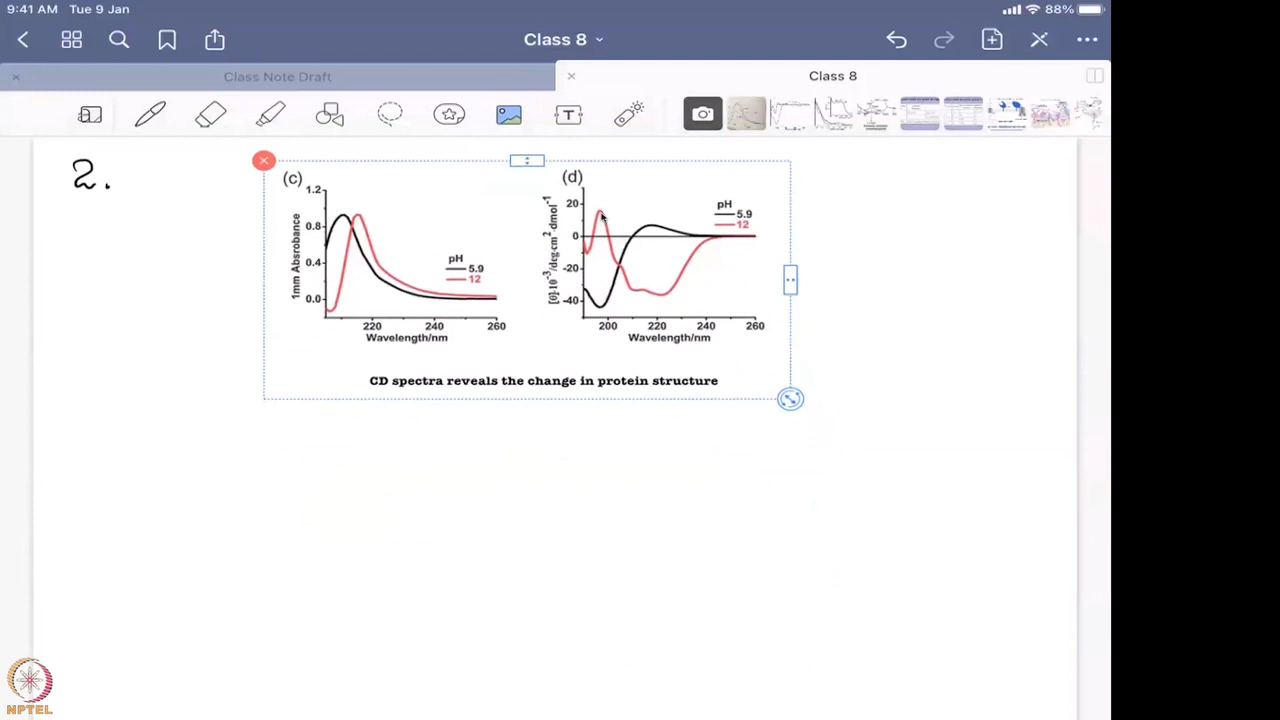 9:41 AM Tue 9 Jan
88%
Class 8
Class Note Draft
Class 8
2.
(c)
1.2
0.8
0.4
0.0
1mm Absrobance
pH
5.9
12
220 240 260
Wavelength/nm
(d)
20
0
-20
-40
[θ]·10⁻³/deg·cm²·dmol⁻¹
pH
5.9
12
200 220 240 260
Wavelength/nm
CD spectra reveals the change in protein structure
NPTEL